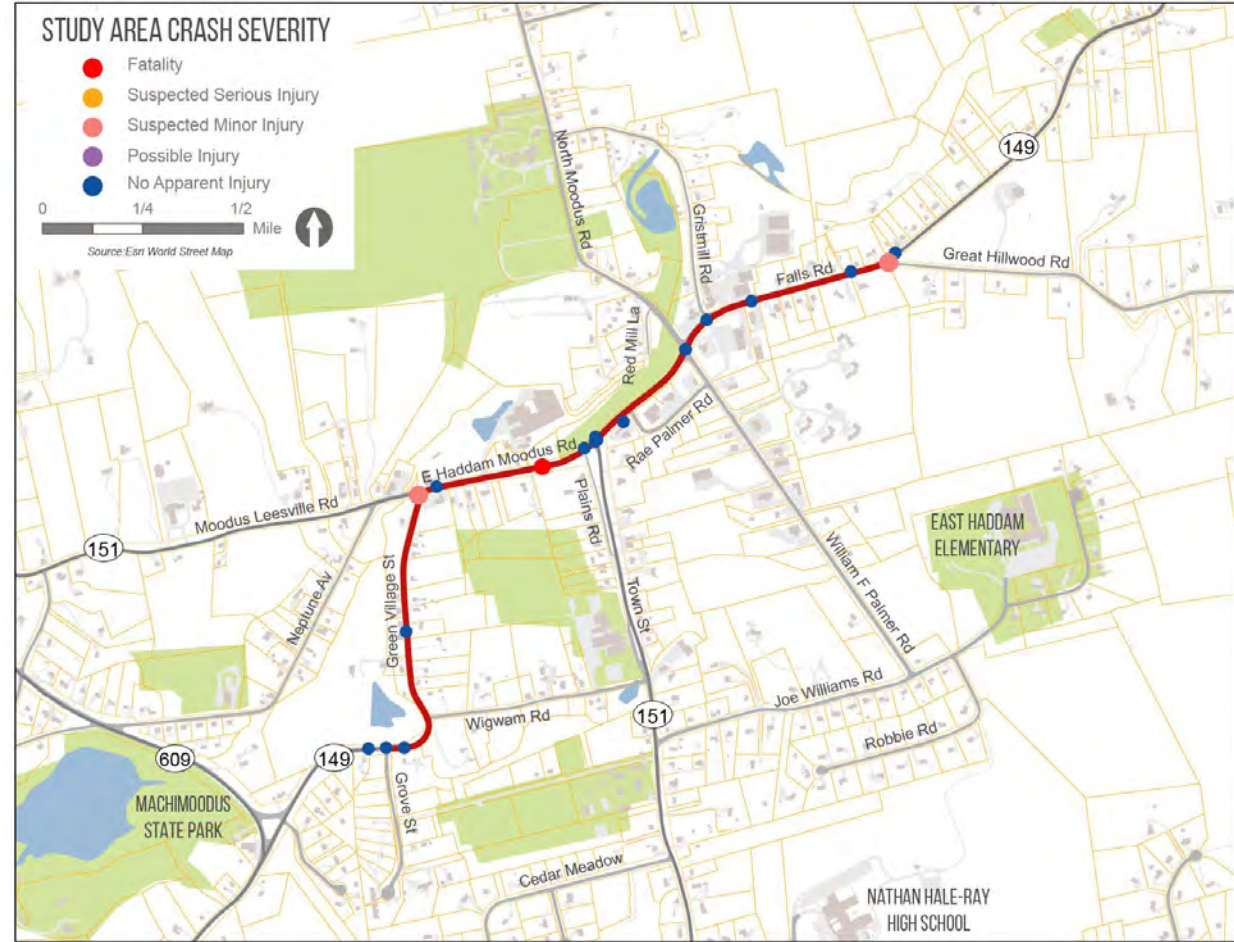 STUDY AREA CRASH SEVERITY
Fatality
Suspected Serious Injury
Suspected Minor Injury
Possible Injury
No Apparent Injury
0 1/4 1/2
Mile
Source:Esri World Street Map
North Moodus Rd
Gristmill Rd
149
Great Hillwood Rd
Falls Rd
Red Mill La
Rae Palmer Rd
E Haddam Moodus Rd
Moodus Leesville Rd
151
Plains Rd
EAST HADDAM
ELEMENTARY
William F Palmer Rd
Neptune Av
Green Village St
Town St
Joe Williams Rd
Wigwam Rd
151
Robbie Rd
609
149
MACHIMOODUS
STATE PARK
Grove St
Cedar Meadow
NATHAN HALE-RAY
HIGH SCHOOL